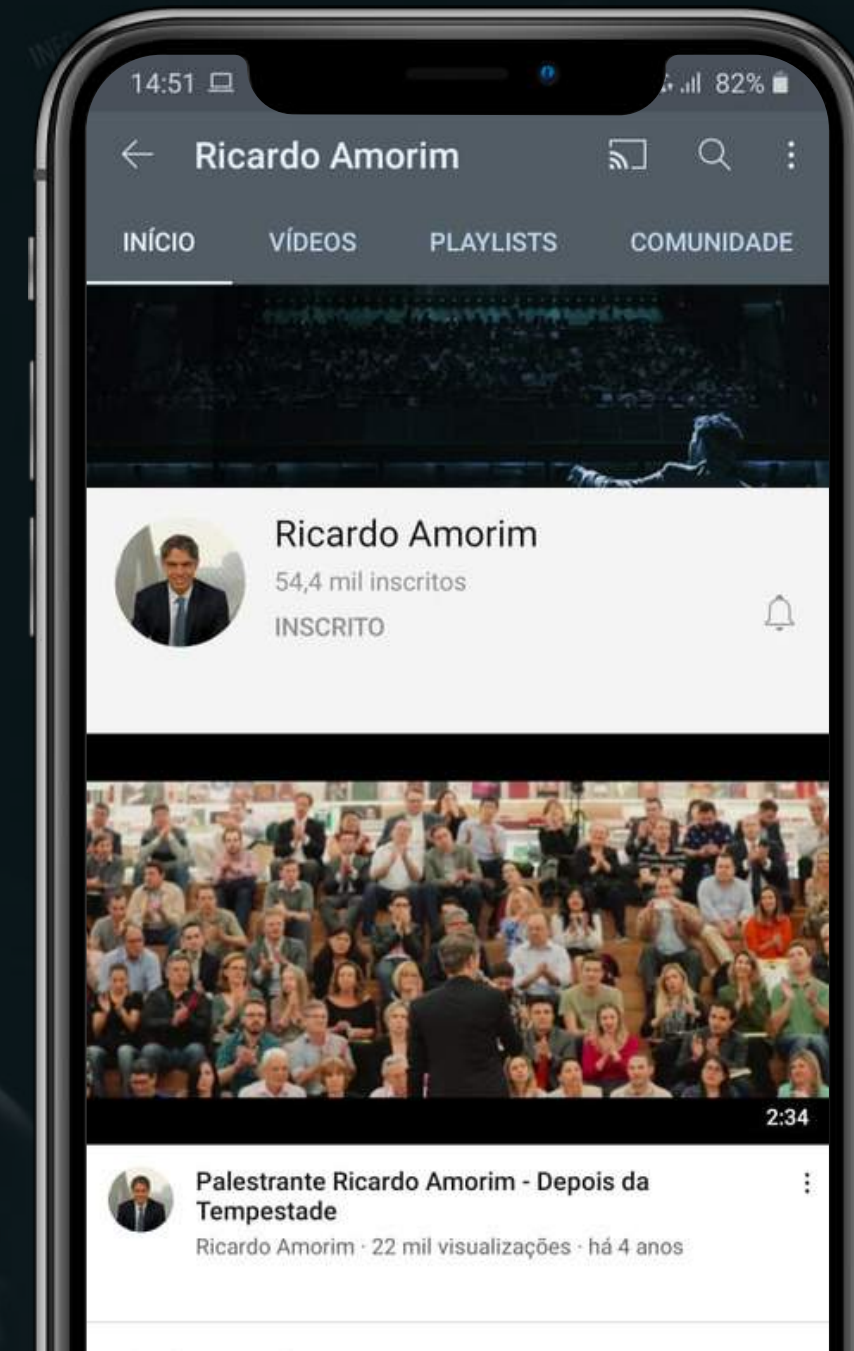 14:51 82%
Ricardo Amorim
INÍCIO VÍDEOS PLAYLISTS COMUNIDADE
Ricardo Amorim
54,4 mil inscritos
INSCRITO
2:34
Palestrante Ricardo Amorim - Depois da
Tempestade
Ricardo Amorim · 22 mil visualizações · há 4 anos